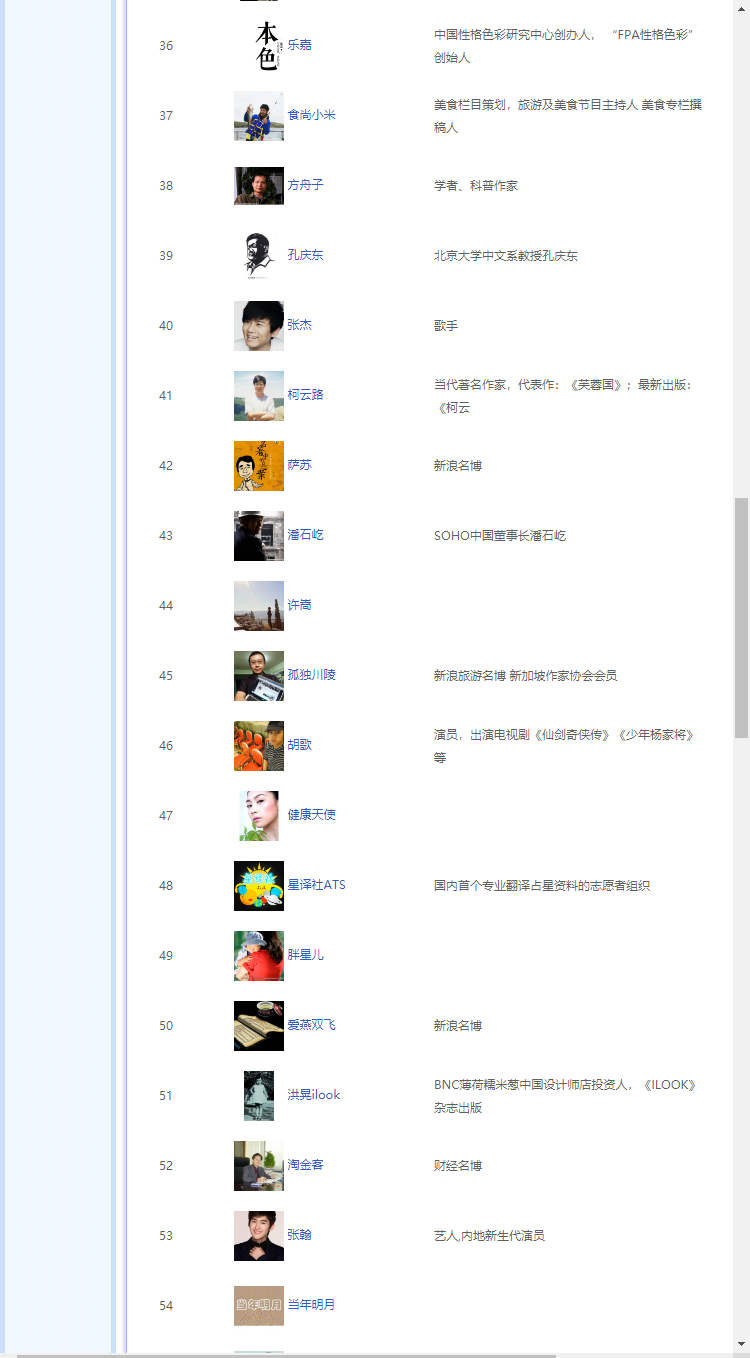 36
本色
乐嘉
中国性格色彩研究中心创办人， “FPA性格色彩”
创始人
37
食尚小米
美食栏目策划，旅游及美食节目主持人 美食专栏撰
稿人
38
方舟子
学者、科普作家
39
孔庆东
北京大学中文系教授孔庆东
40
张杰
歌手
41
柯云路
当代著名作家，代表作：《芙蓉国》；最新出版：
《柯云
42
萨苏
新浪名博
43
潘石屹
SOHO中国董事长潘石屹
44
许嵩
45
孤独川陵
新浪旅游名博 新加坡作家协会会员
46
胡歌
演员，出演电视剧《仙剑奇侠传》《少年杨家将》
等
47
健康天使
48
星译社ATS
国内首个专业翻译占星资料的志愿者组织
49
胖星儿
50
爱燕双飞
新浪名博
51
洪晃ilook
BNC薄荷糯米葱中国设计师店投资人，《ILOOK》
杂志出版
52
淘金客
财经名博
53
张翰
艺人,内地新生代演员
54
当年明月
当年明月